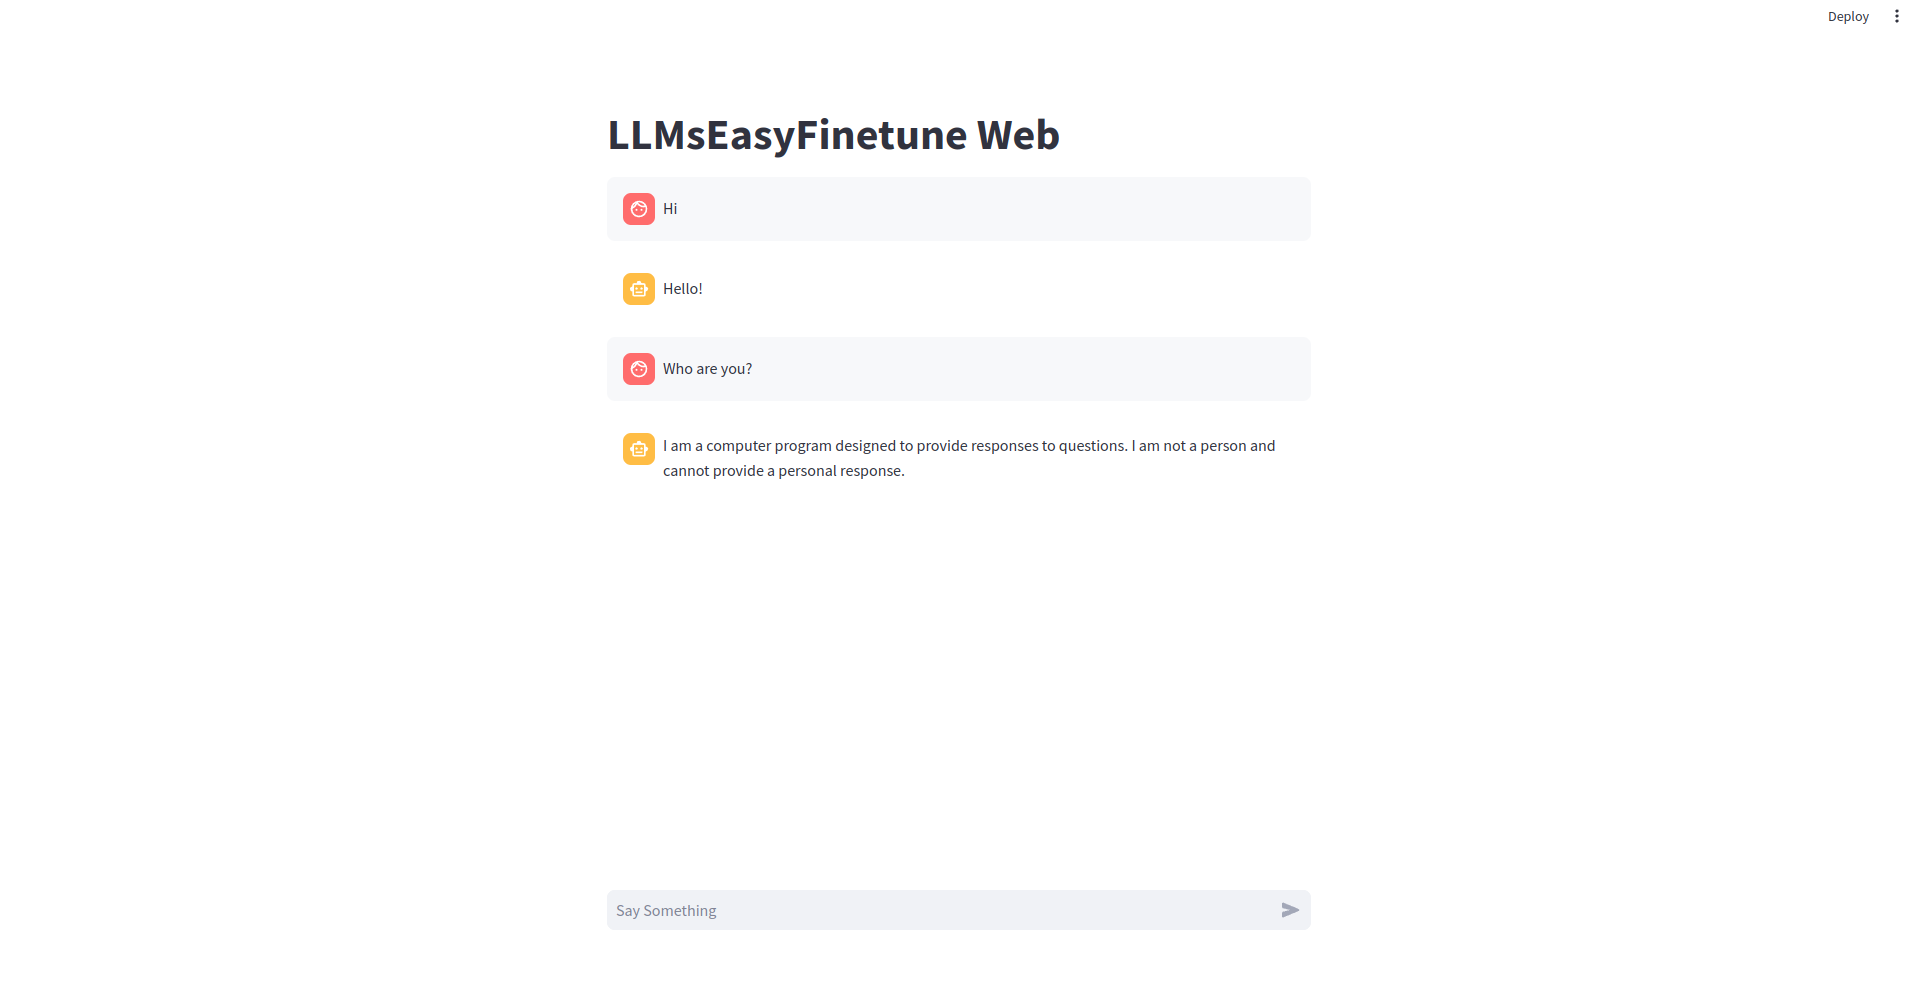 Deploy
LLMsEasyFinetune Web
Hi
Hello!
Who are you?
I am a computer program designed to provide responses to questions. I am not a person and
cannot provide a personal response.
Say Something